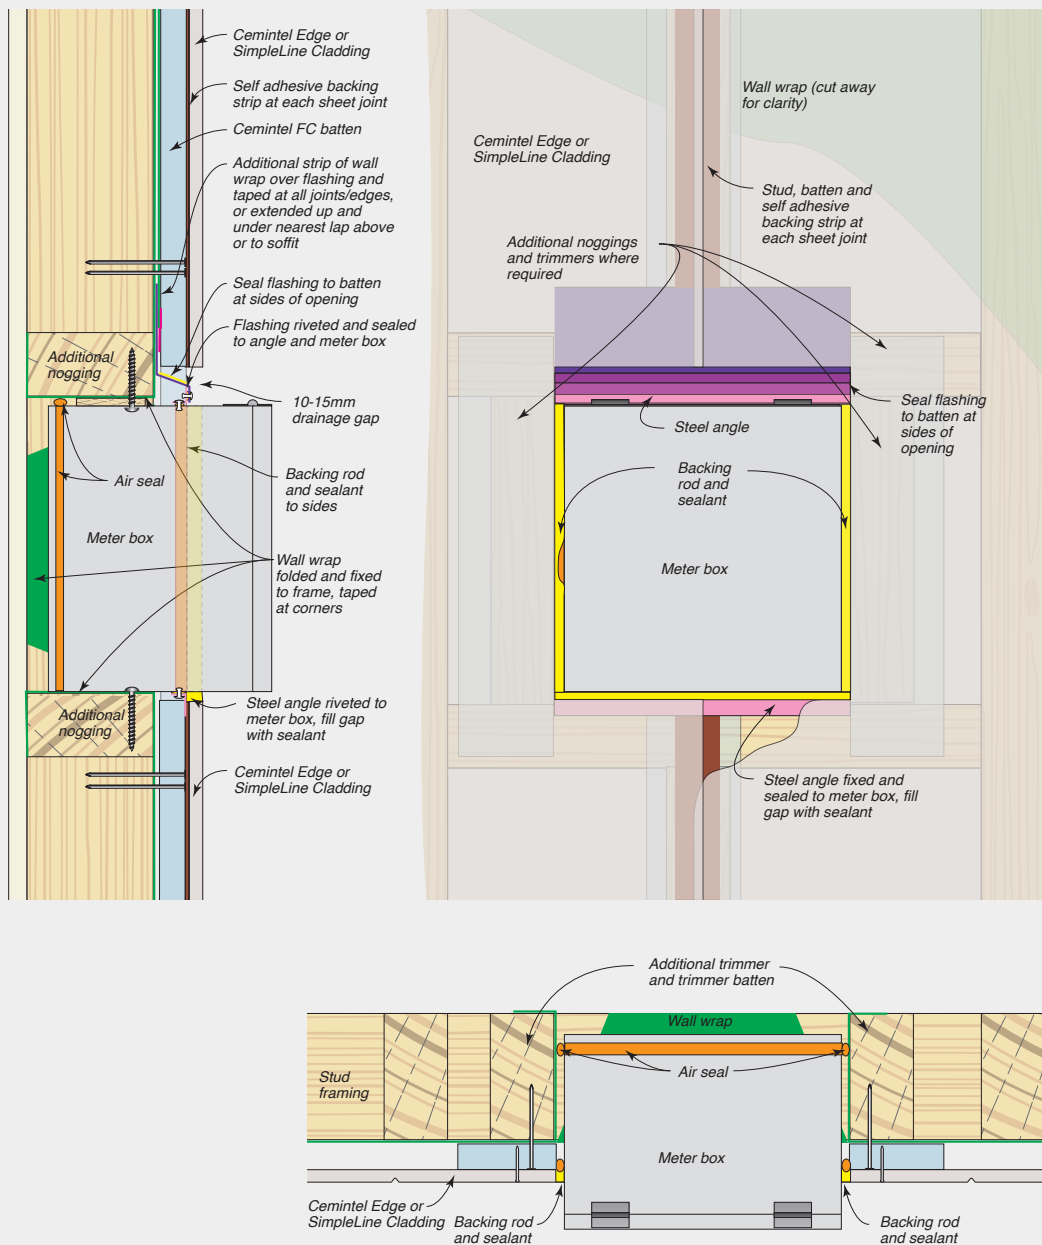 Cemintel Edge or
SimpleLine Cladding
Self adhesive backing
strip at each sheet joint
Cemintel FC batten
Additional strip of wall
wrap over flashing and
taped at all joints/edges,
or extended up and
under nearest lap above
or to soffit
Seal flashing to batten
at sides of opening
Flashing riveted and sealed
to angle and meter box
Additional
nogging
10-15mm
drainage gap
Air seal
Backing rod
and sealant
to sides
Meter box
Wall wrap
folded and fixed
to frame, taped
at corners
Additional
nogging
Steel angle riveted to
meter box, fill gap
with sealant
Cemintel Edge or
SimpleLine Cladding
Wall wrap (cut away
for clarity)
Cemintel Edge or
SimpleLine Cladding
Stud, batten and
self adhesive
backing strip at
each sheet joint
Additional noggings
and trimmers where
required
Steel angle
Seal flashing
to batten at
sides of
opening
Backing
rod and
sealant
Meter box
Steel angle fixed and
sealed to meter box, fill
gap with sealant
Additional trimmer
and trimmer batten
Wall wrap
Air seal
Stud
framing
Meter box
Cemintel Edge or
SimpleLine Cladding
Backing rod
and sealant
Backing rod
and sealant